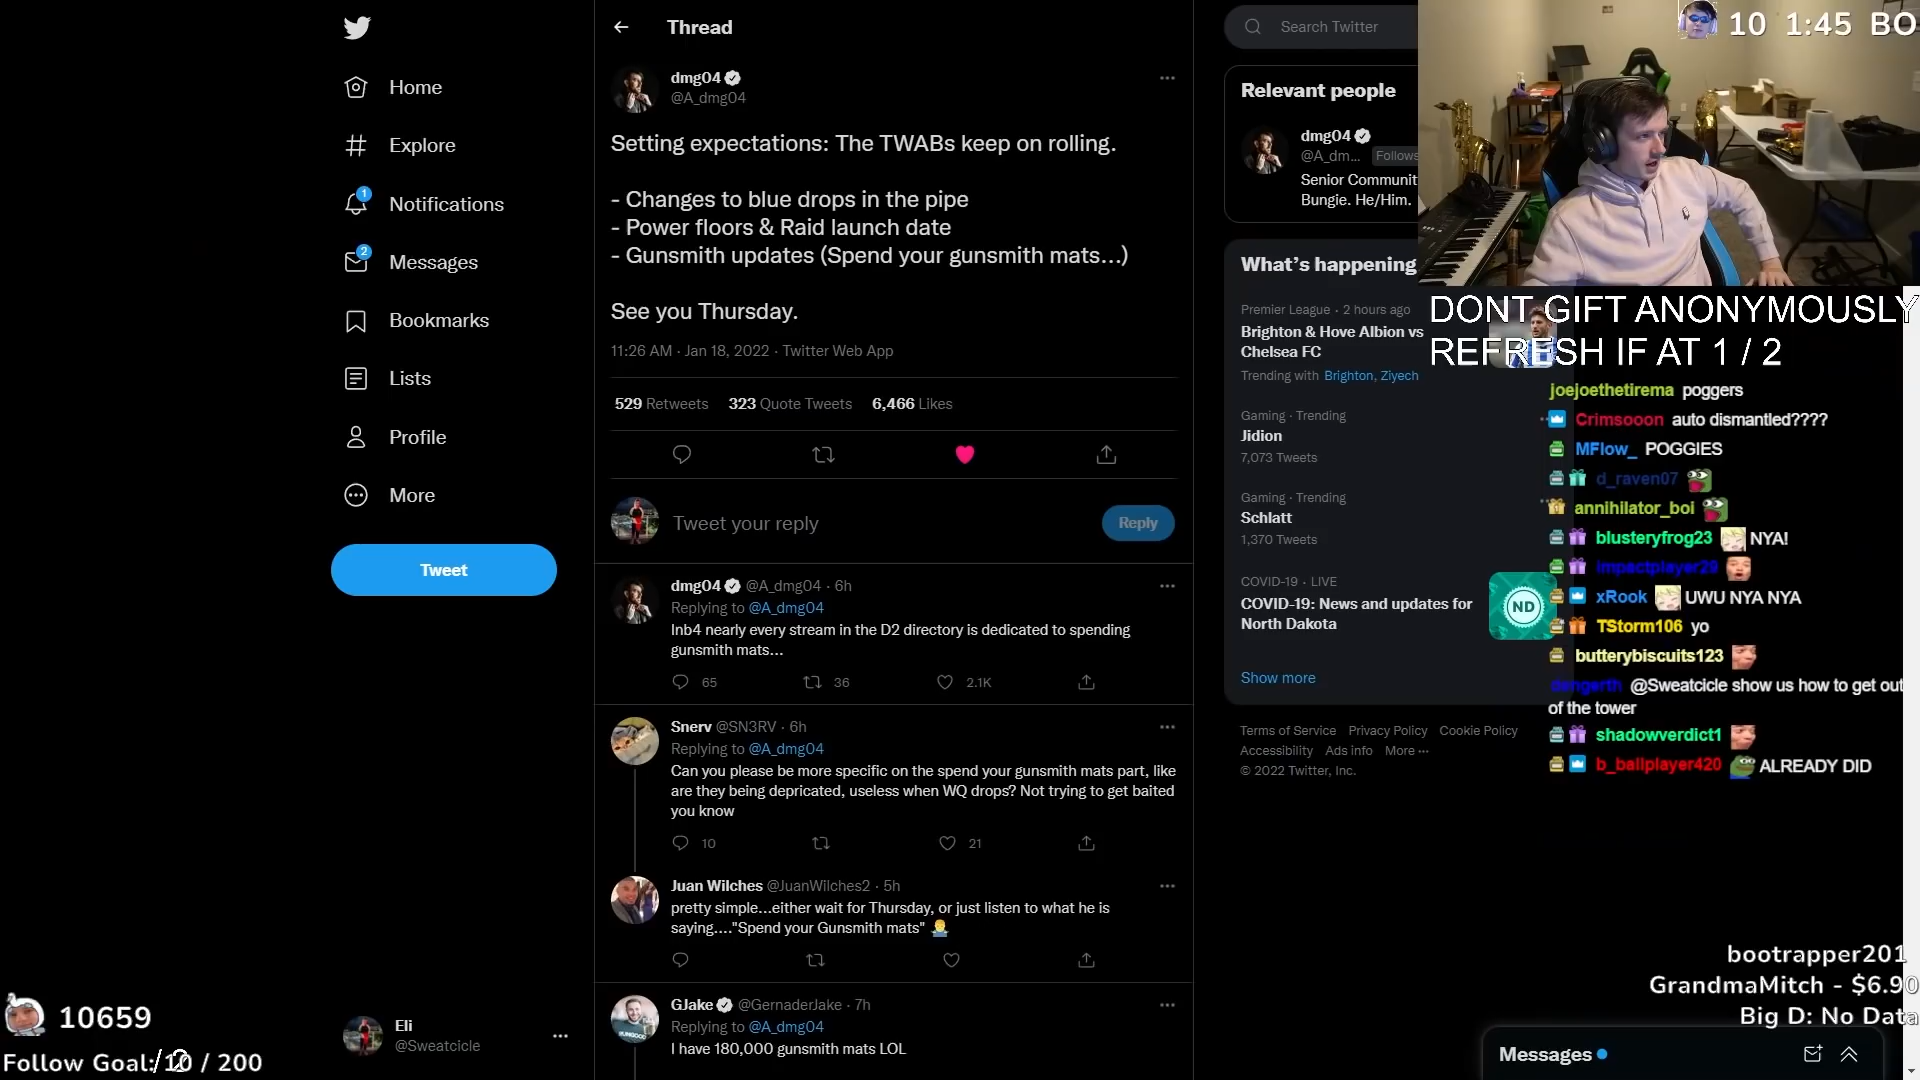 Home
Explore
1
Notifications
2
Messages
Bookmarks
Lists
Profile
More
Tweet
Eli
@Sweatcicle
10659
Follow Goal:
10 / 200
Thread
dmg04
@A_dmg04
Setting expectations: The TWABs keep on rolling.
- Changes to blue drops in the pipe
- Power floors & Raid launch date
- Gunsmith updates (Spend your gunsmith mats...)
See you Thursday.
11:26 AM · Jan 18, 2022 · Twitter Web App
529 Retweets 323 Quote Tweets 6,466 Likes
Tweet your reply
Reply
dmg04 @A_dmg04 · 6h
Replying to @A_dmg04
Inb4 nearly every stream in the D2 directory is dedicated to spending
gunsmith mats...
65 36 2.1K
Snerv @SN3RV · 6h
Replying to @A_dmg04
Can you please be more specific on the spend your gunsmith mats part, like
are they being depricated, useless when WQ drops? Not trying to get baited
you know
10 21
Juan Wilches @JuanWilches2 · 5h
pretty simple...either wait for Thursday, or just listen to what he is
saying...."Spend your Gunsmith mats"
GJake @GernaderJake · 7h
Replying to @A_dmg04
I have 180,000 gunsmith mats LOL
Search Twitter
Relevant people
dmg04
@A_dm... Follows
Senior Communit
Bungie. He/Him.
What's happening
Premier League · 2 hours ago
Brighton & Hove Albion vs
Chelsea FC
Trending with Brighton, Ziyech
Gaming · Trending
Jidion
7,073 Tweets
Gaming · Trending
Schlatt
1,370 Tweets
COVID-19 · LIVE
COVID-19: News and updates for
North Dakota
ND
Show more
Terms of Service Privacy Policy Cookie Policy
Accessibility Ads info More ···
© 2022 Twitter, Inc.
10 1:45 BO
DONT GIFT ANONYMOUSLY
REFRESH IF AT 1 / 2
joejoethetirema poggers
Crimsooon auto dismantled????
MFlow_ POGGIES
d_raven07
annihilator_boi
blusteryfrog23 NYA!
impactplayer29
xRook UWU NYA NYA
TStorm106 yo
butterybiscuits123
@Sweatcicle show us how to get out
of the tower
shadowverdict1
b_ballplayer420 ALREADY DID
bootrapper201
GrandmaMitch - $6.90
Big D: No Data
Messages